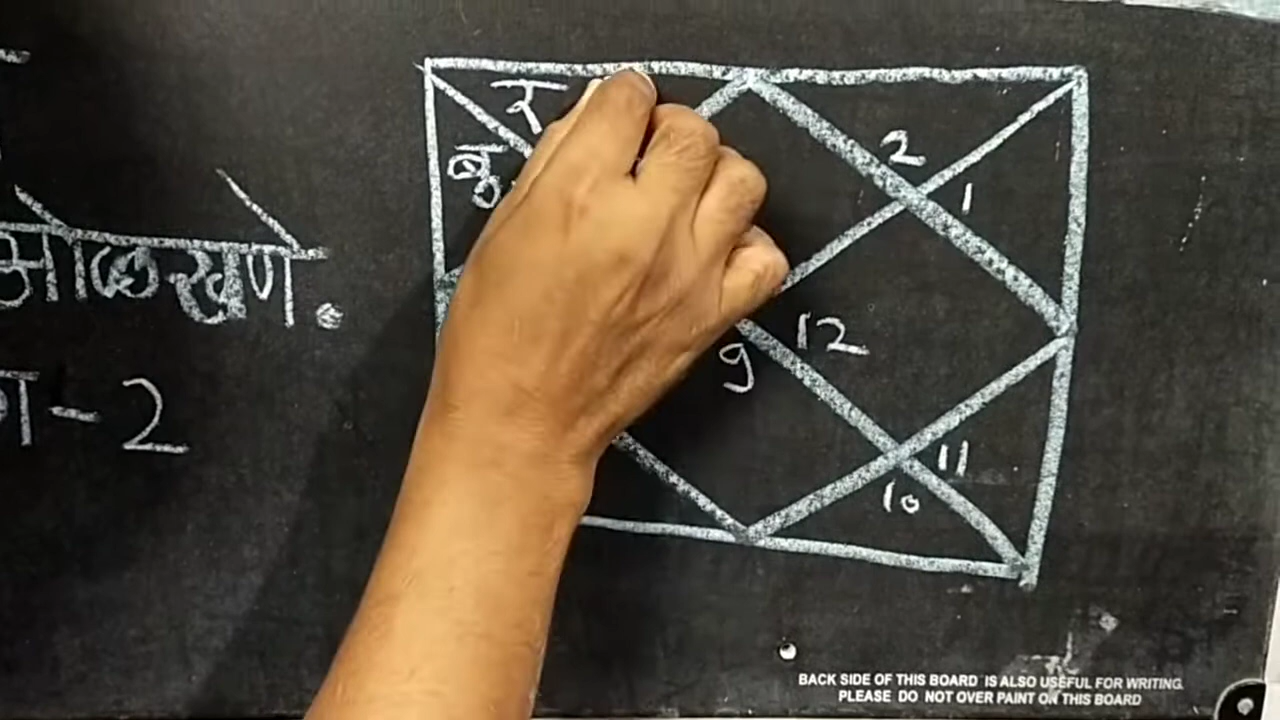 ओळखणे.
- 2
र
बु
2
1
12
9
11
10
BACK SIDE OF THIS BOARD IS ALSO USEFUL FOR WRITING.
PLEASE DO NOT OVER PAINT ON THIS BOARD